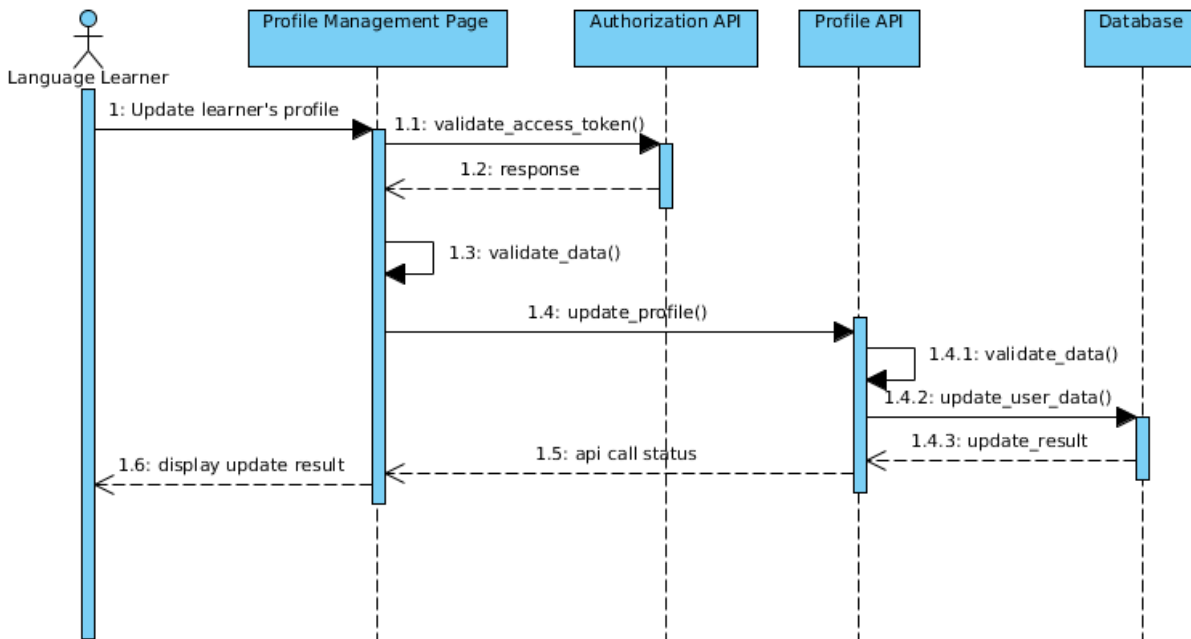 Profile Management Page
Authorization API
Profile API
Database
Language Learner
1: Update learner's profile
1.1: validate_access_token()
1.2: response
1.3: validate_data()
1.4: update_profile()
1.4.1: validate_data()
1.4.2: update_user_data()
1.4.3: update_result
1.5: api call status
1.6: display update result